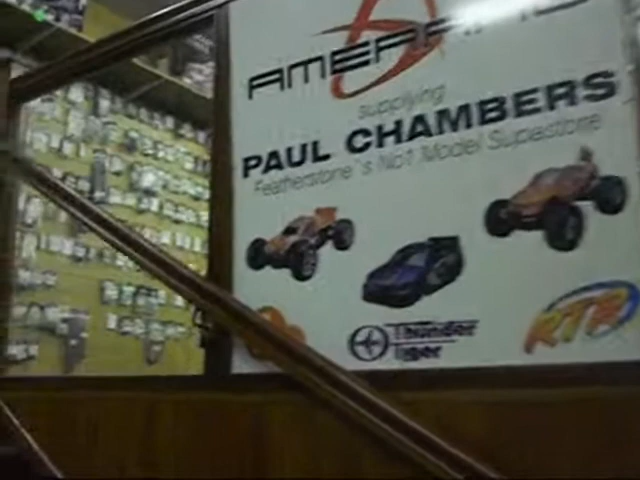 supplying
PAUL CHAMBERS
Featherstone's No1 Model Superstore
Thunder
Tiger
RTR